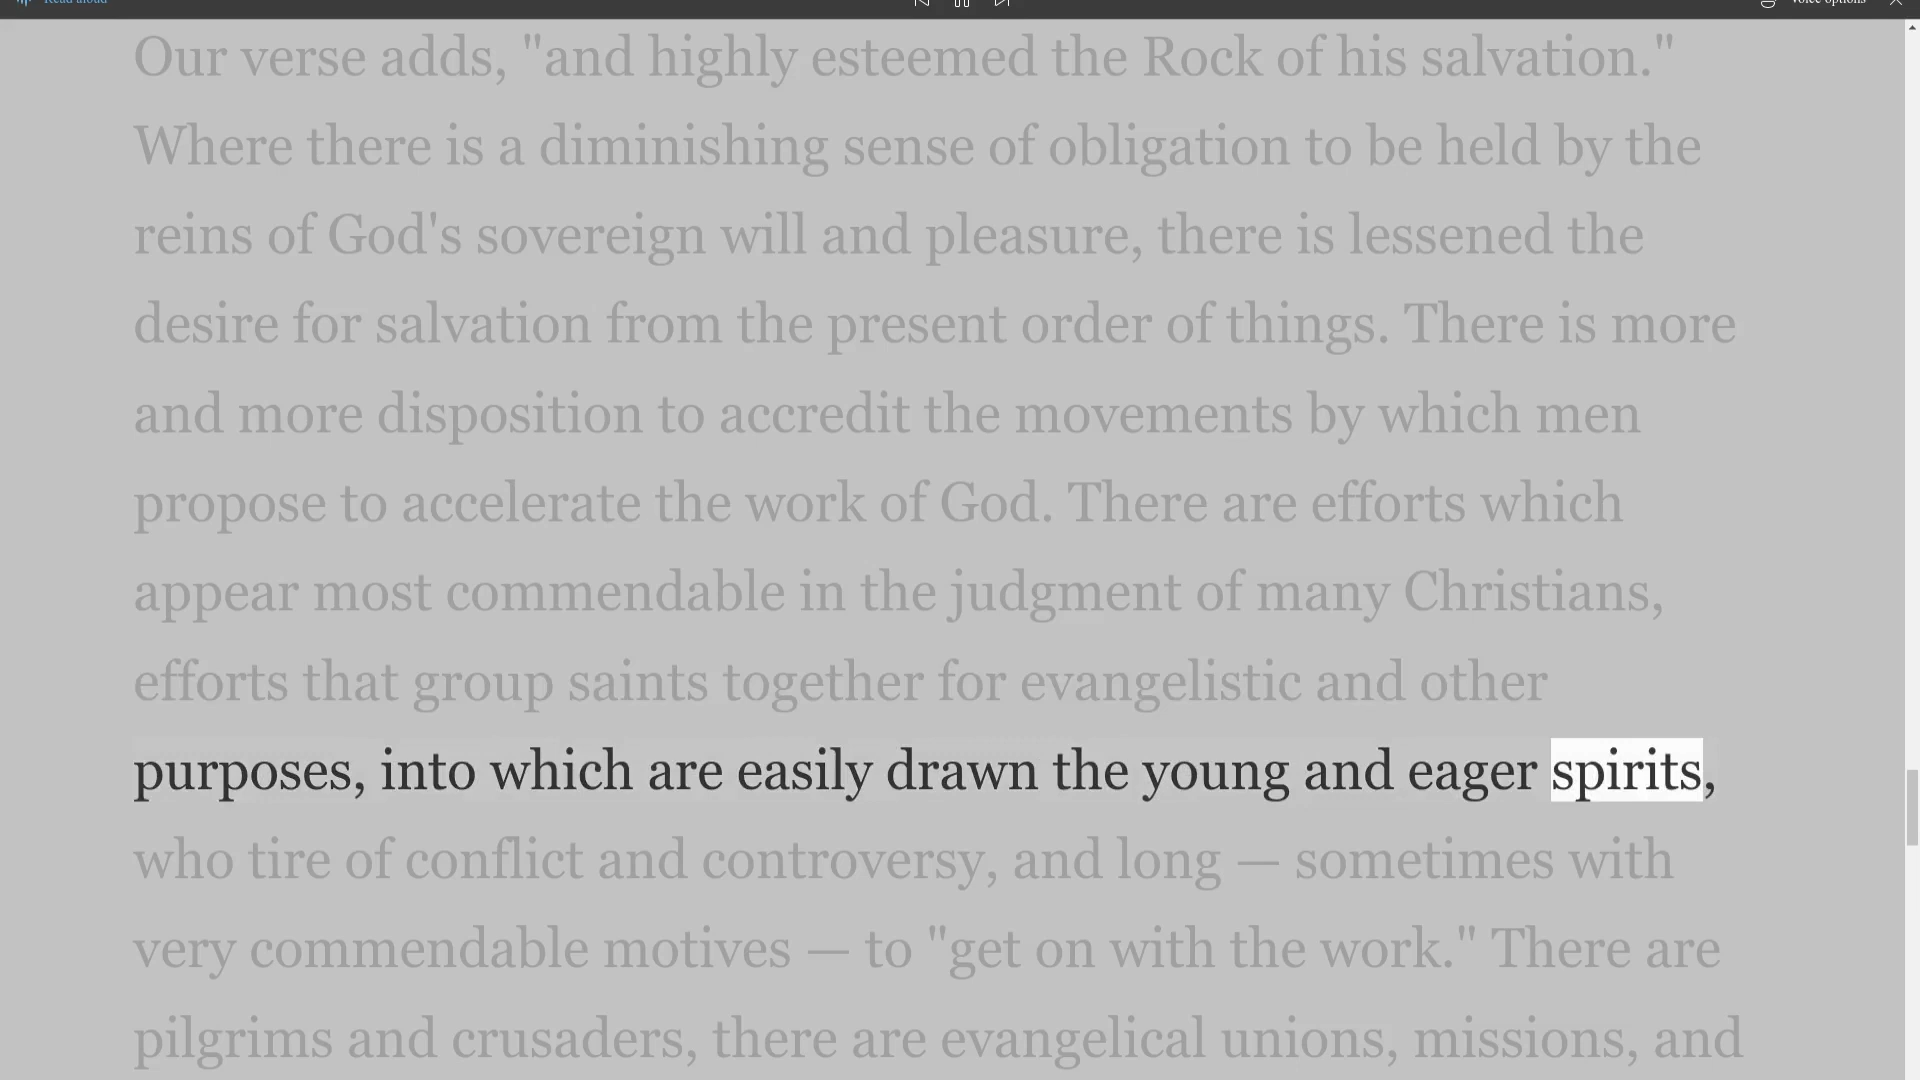 Read aloud
Voice options
Our verse adds, "and highly esteemed the Rock of his salvation."
Where there is a diminishing sense of obligation to be held by the
reins of God's sovereign will and pleasure, there is lessened the
desire for salvation from the present order of things. There is more
and more disposition to accredit the movements by which men
propose to accelerate the work of God. There are efforts which
appear most commendable in the judgment of many Christians,
efforts that group saints together for evangelistic and other
purposes, into which are easily drawn the young and eager spirits,
who tire of conflict and controversy, and long — sometimes with
very commendable motives — to "get on with the work." There are
pilgrims and crusaders, there are evangelical unions, missions, and